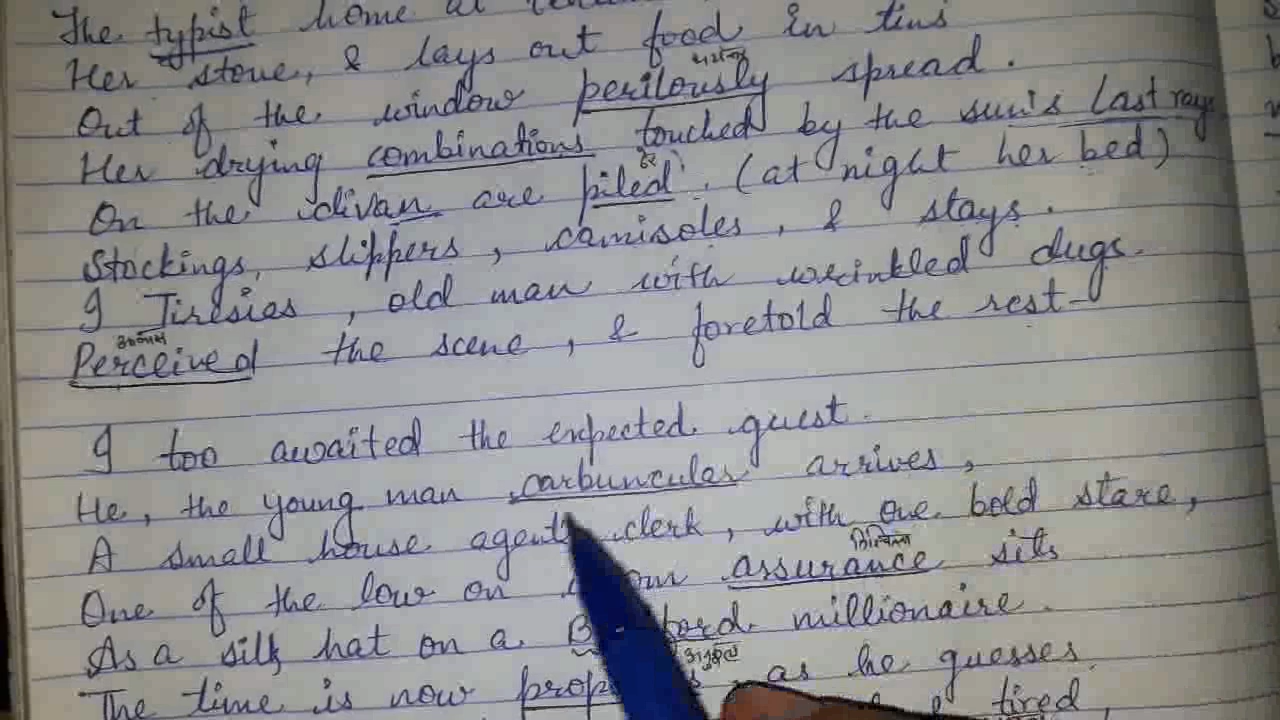 The typist home at
Her stove, & lays out food in tins
Out of the window perilously spread.
Her drying combinations touched by the sun's last rays
ढेर
On the divan are piled. (at night her bed)
Stockings, slippers, camisoles, & stays.
I Tiresias, old man with wrinkled dugs.
Perceived the scene, & foretold the rest-
I too awaited the expected guest.
He, the young man carbuncular arrives,
A small house agent's clerk, with one bold stare,
One of the low on assurance sits
As a silk hat on a millionaire.
अनुकूल
The time is now as he guesses
tired,